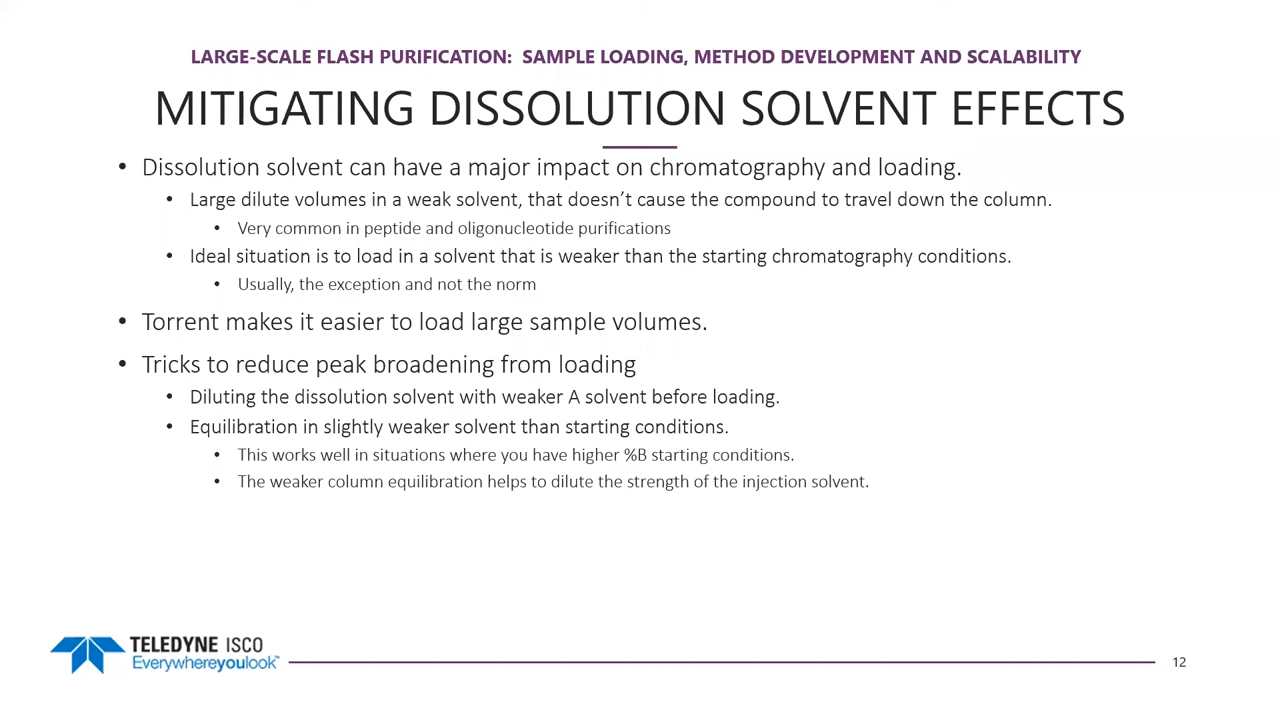 LARGE-SCALE FLASH PURIFICATION: SAMPLE LOADING, METHOD DEVELOPMENT AND SCALABILITY
MITIGATING DISSOLUTION SOLVENT EFFECTS
• Dissolution solvent can have a major impact on chromatography and loading.
• Large dilute volumes in a weak solvent, that doesn’t cause the compound to travel down the column.
• Very common in peptide and oligonucleotide purifications
• Ideal situation is to load in a solvent that is weaker than the starting chromatography conditions.
• Usually, the exception and not the norm
• Torrent makes it easier to load large sample volumes.
• Tricks to reduce peak broadening from loading
• Diluting the dissolution solvent with weaker A solvent before loading.
• Equilibration in slightly weaker solvent than starting conditions.
• This works well in situations where you have higher %B starting conditions.
• The weaker column equilibration helps to dilute the strength of the injection solvent.
TELEDYNE ISCO
Everywhereyoulook™
12